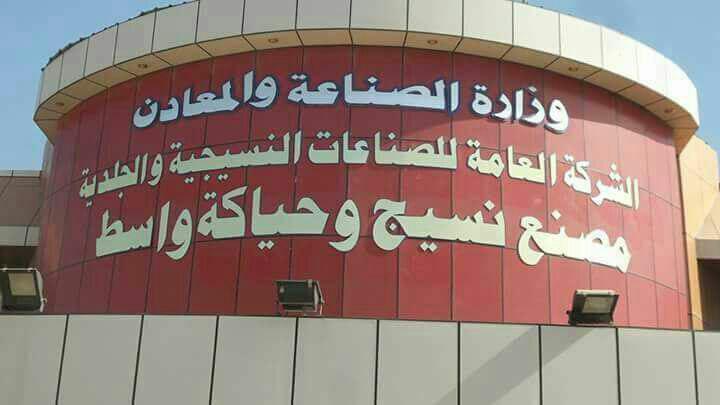 وزارة الصناعة والمعادن
الشركة العامة للصناعات النسيجية والجلدية
مصنع نسيج وحياكة واسط